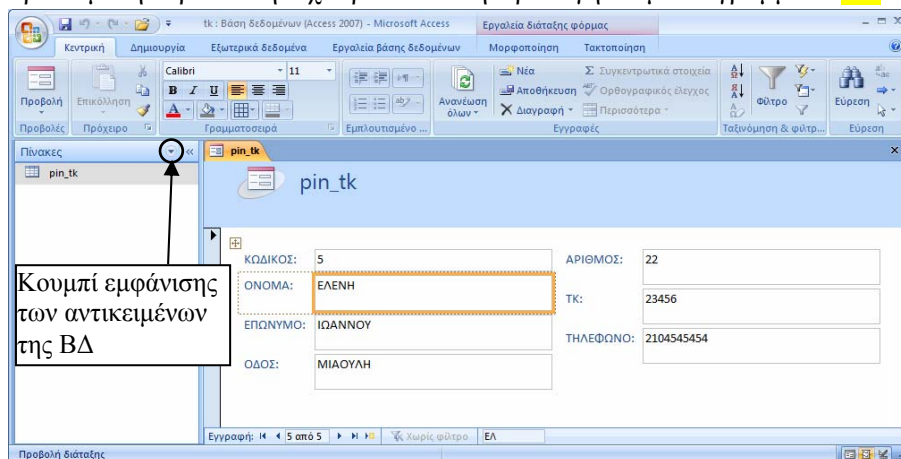 tk : Βάση δεδομένων (Access 2007) - Microsoft Access Εργαλεία διάταξης φόρμας
Κεντρική Δημιουργία Εξωτερικά δεδομένα Εργαλεία βάσης δεδομένων Μορφοποίηση Τακτοποίηση
Προβολή Επικόλληση Calibri 11 Ανανέωση όλων Νέα Αποθήκευση Διαγραφή Σ Συγκεντρωτικά στοιχεία Ορθογραφικός έλεγχος Περισσότερα Φίλτρο Εύρεση
B I U
Προβολές Πρόχειρο Γραμματοσειρά Εμπλουτισμένο ... Εγγραφές Ταξινόμηση & φιλτρ... Εύρεση
Πίνακες
pin_tk
pin_tk
pin_tk
Κουμπί εμφάνισης
των αντικειμένων
της ΒΔ
ΚΩΔΙΚΟΣ: 5
ΟΝΟΜΑ: ΕΛΕΝΗ
ΕΠΩΝΥΜΟ: ΙΩΑΝΝΟΥ
ΟΔΟΣ: ΜΙΑΟΥΛΗ
ΑΡΙΘΜΟΣ: 22
ΤΚ: 23456
ΤΗΛΕΦΩΝΟ: 2104545454
Εγγραφή: 5 από 5 Χωρίς φίλτρο ΕΛ
Προβολή διάταξης